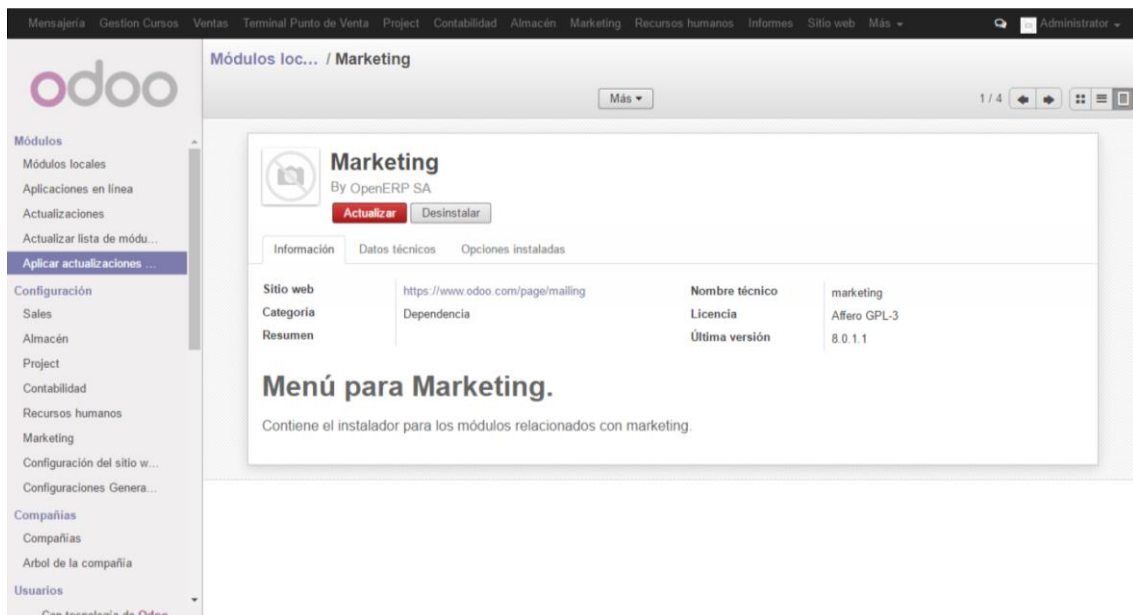 Mensajería Gestion Cursos Ventas Terminal Punto de Venta Project Contabilidad Almacén Marketing Recursos humanos Informes Sitio web Más Administrator
odoo
Módulos loc... / Marketing
Más
1 / 4
Módulos
Módulos locales
Aplicaciones en línea
Actualizaciones
Actualizar lista de módu...
Aplicar actualizaciones ...
Configuración
Sales
Almacén
Project
Contabilidad
Recursos humanos
Marketing
Configuración del sitio w...
Configuraciones Genera...
Compañías
Compañías
Arbol de la compañía
Usuarios
Con tecnología de Odoo
Marketing
By OpenERP SA
Actualizar Desinstalar
Información Datos técnicos Opciones instaladas
Sitio web https://www.odoo.com/page/mailing Nombre técnico marketing
Categoría Dependencia Licencia Affero GPL-3
Resumen Última versión 8.0.1.1
Menú para Marketing.
Contiene el instalador para los módulos relacionados con marketing.